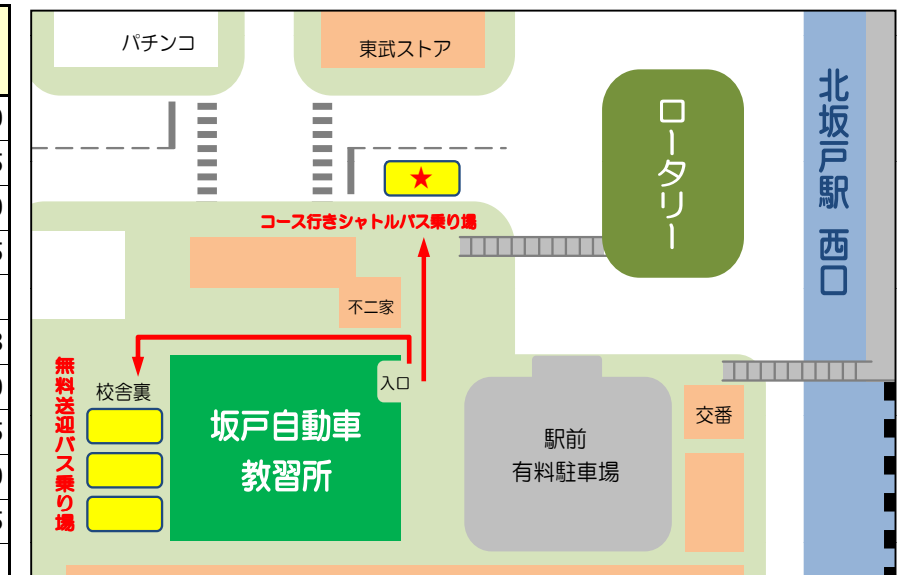 パチンコ
東武ストア
ロータリー
北坂戸駅 西口
★
コース行きシャトルバス乗り場
不二家
無料送迎バス乗り場
校舎裏
入口
坂戸自動車
教習所
駅前
有料駐車場
交番